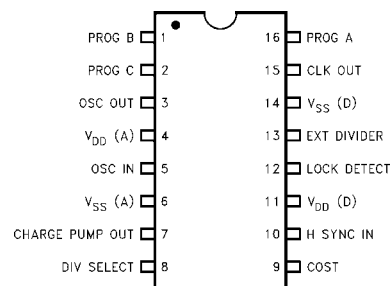 PROG B 1 16 PROG A
PROG C 2 15 CLK OUT
OSC OUT 3 14 VSS (D)
VDD (A) 4 13 EXT DIVIDER
OSC IN 5 12 LOCK DETECT
VSS (A) 6 11 VDD (D)
CHARGE PUMP OUT 7 10 H SYNC IN
DIV SELECT 8 9 COST